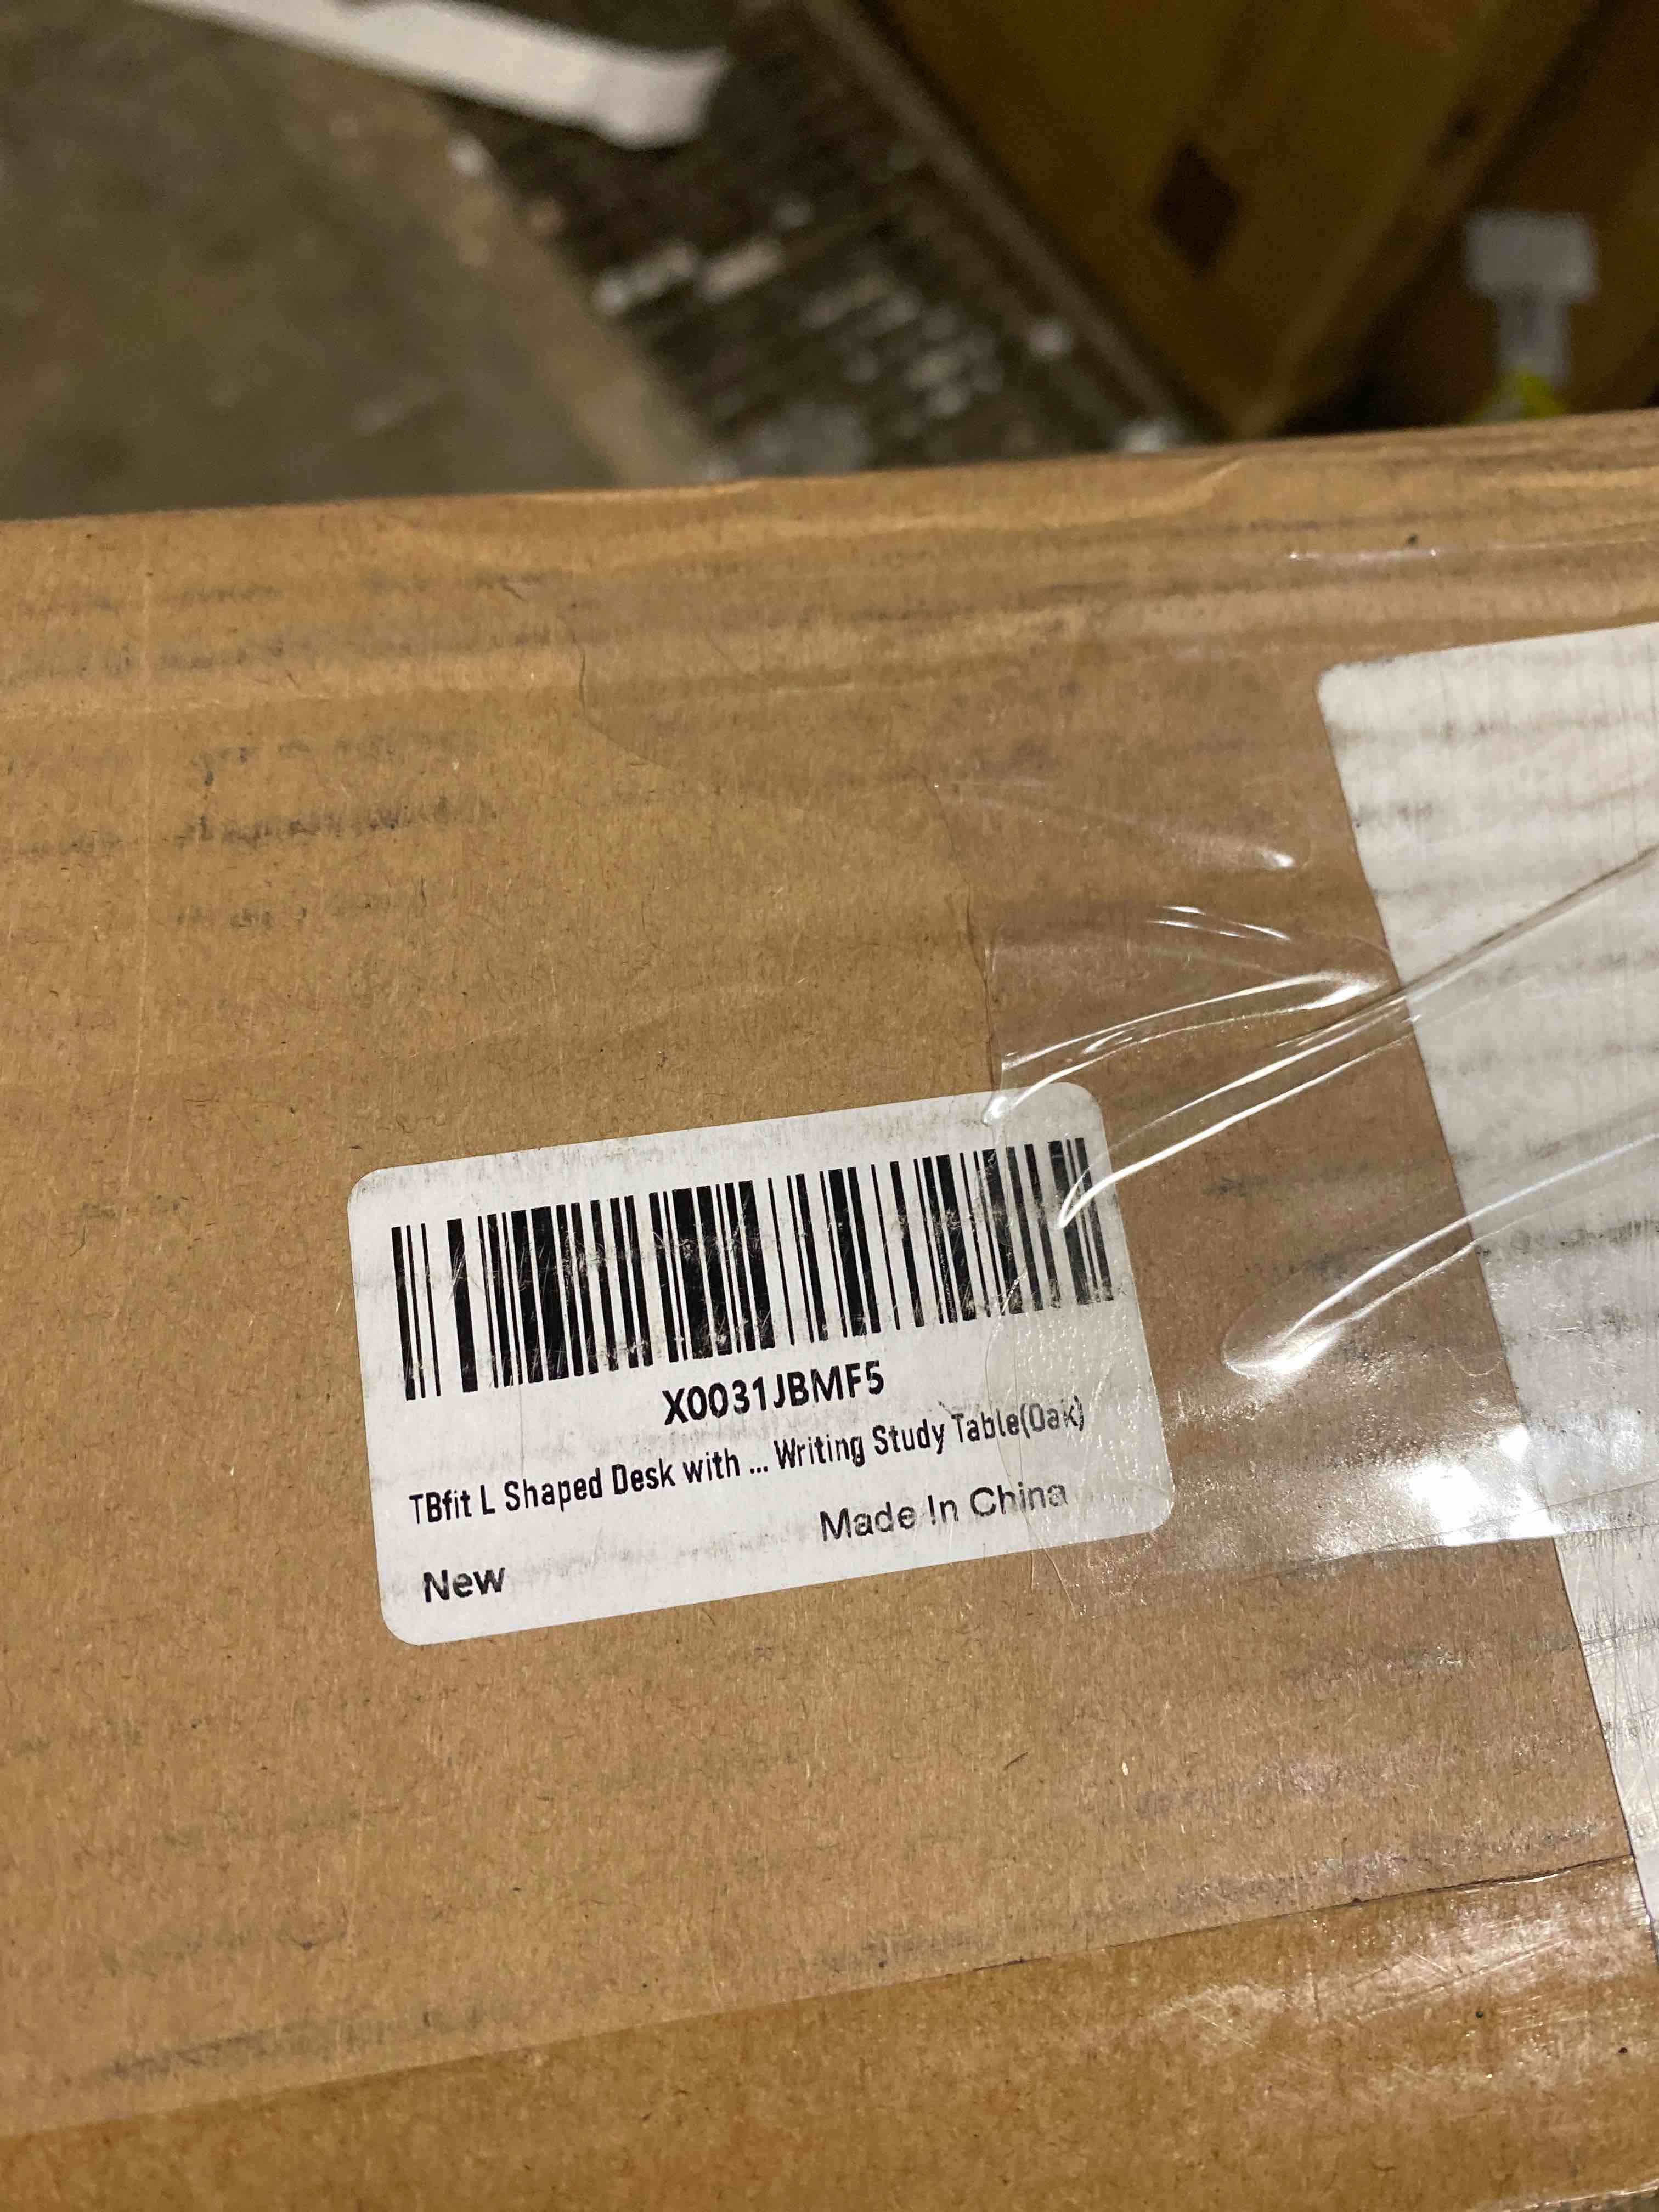 X0031JBMF5
TBfit L Shaped Desk with ... Writing Study Table(Oak)
Made In China
New